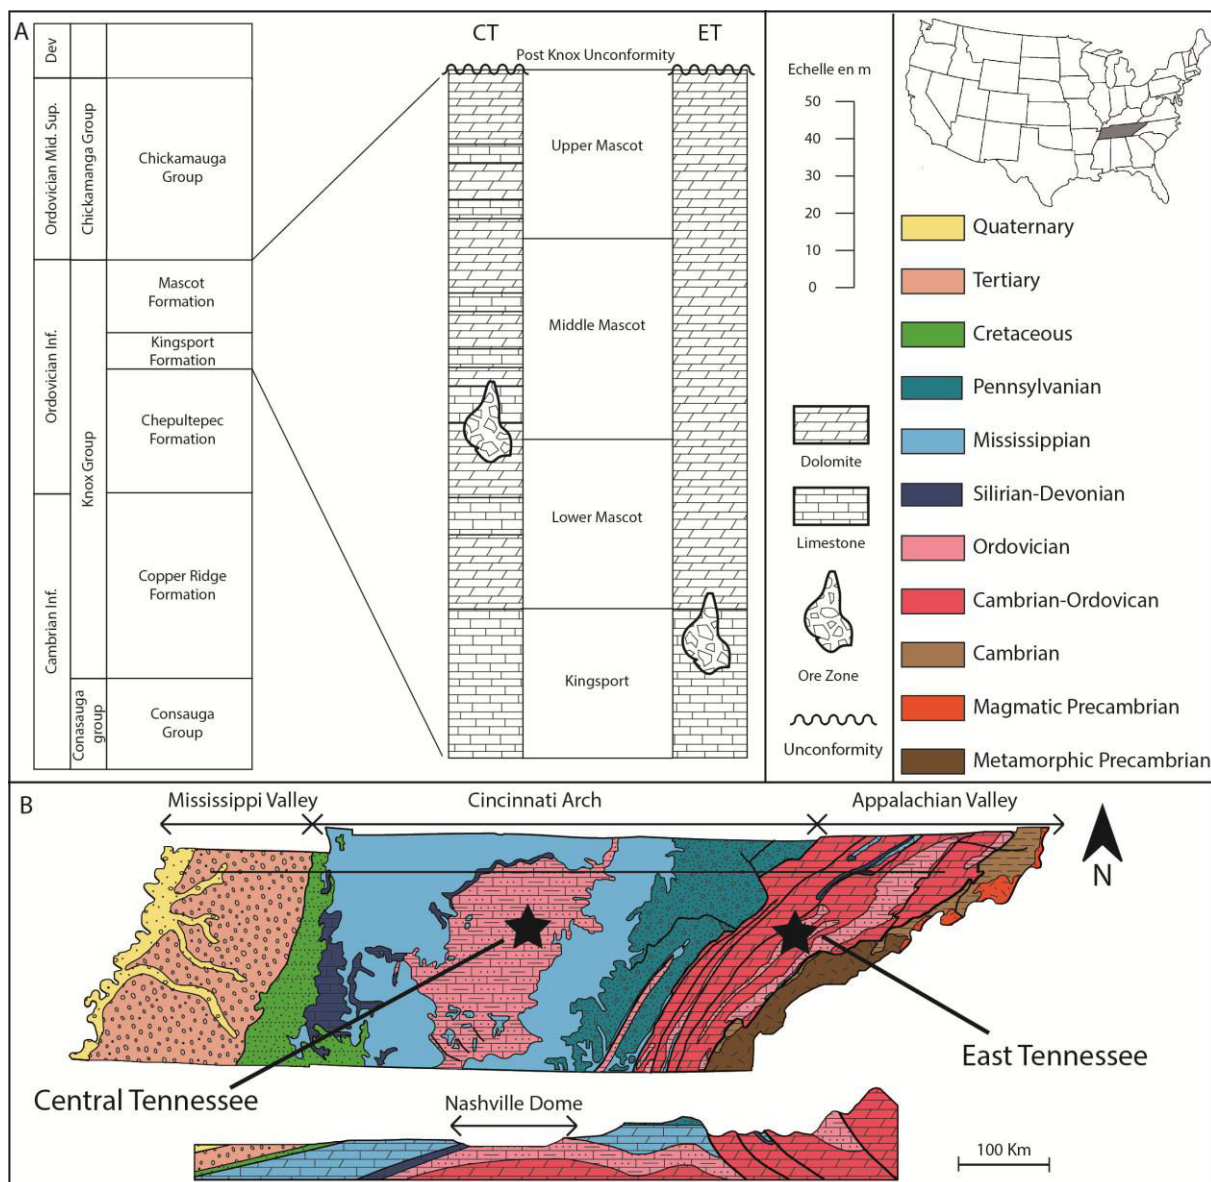 A
Dev
Ordovician Mid. Sup.
Chickamanga Group
Chickamauga
Group
Ordovician Inf.
Knox Group
Mascot
Formation
Kingsport
Formation
Chepultepec
Formation
Cambrian Inf.
Copper Ridge
Formation
Conasauga
group
Consauga
Group
CT
ET
Post Knox Unconformity
Upper Mascot
Middle Mascot
Lower Mascot
Kingsport
Echelle en m
50
40
30
20
10
0
Dolomite
Limestone
Ore Zone
Unconformity
Quaternary
Tertiary
Cretaceous
Pennsylvanian
Mississippian
Silirian-Devonian
Ordovician
Cambrian-Ordovican
Cambrian
Magmatic Precambrian
Metamorphic Precambrian
B
Mississippi Valley
Cincinnati Arch
Appalachian Valley
N
Central Tennessee
East Tennessee
Nashville Dome
100 Km